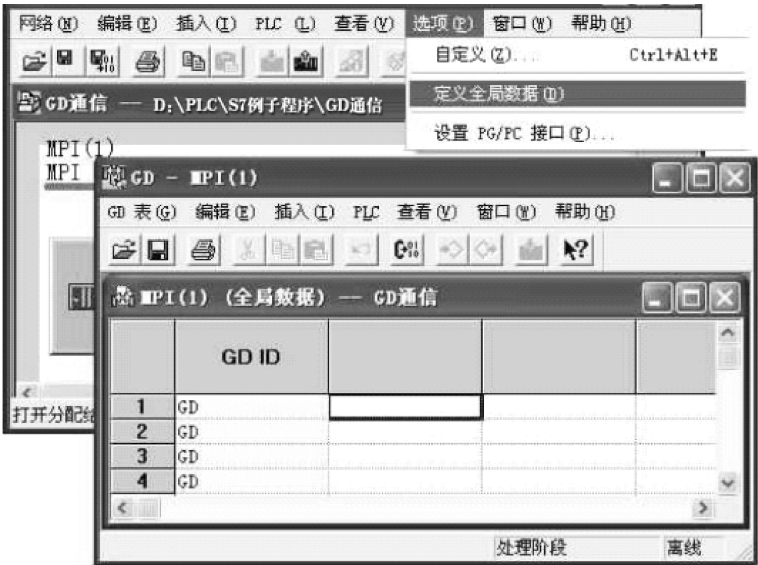 网络(N) 编辑(E) 插入(I) PLC (L) 查看(V) 选项(P) 窗口(W) 帮助(H)
自定义(Z)... Ctrl+Alt+E
定义全局数据(D)
设置 PG/PC 接口(P)...
GD通信 — D:\PLC\S7例子程序\GD通信
MPI(1)
MPI
GD - MPI(1)
GD 表(G) 编辑(E) 插入(I) PLC 查看(V) 窗口(W) 帮助(H)
MPI(1) (全局数据) -- GD通信
GD ID
1 GD
2 GD
3 GD
4 GD
打开分配给
处理阶段 离线